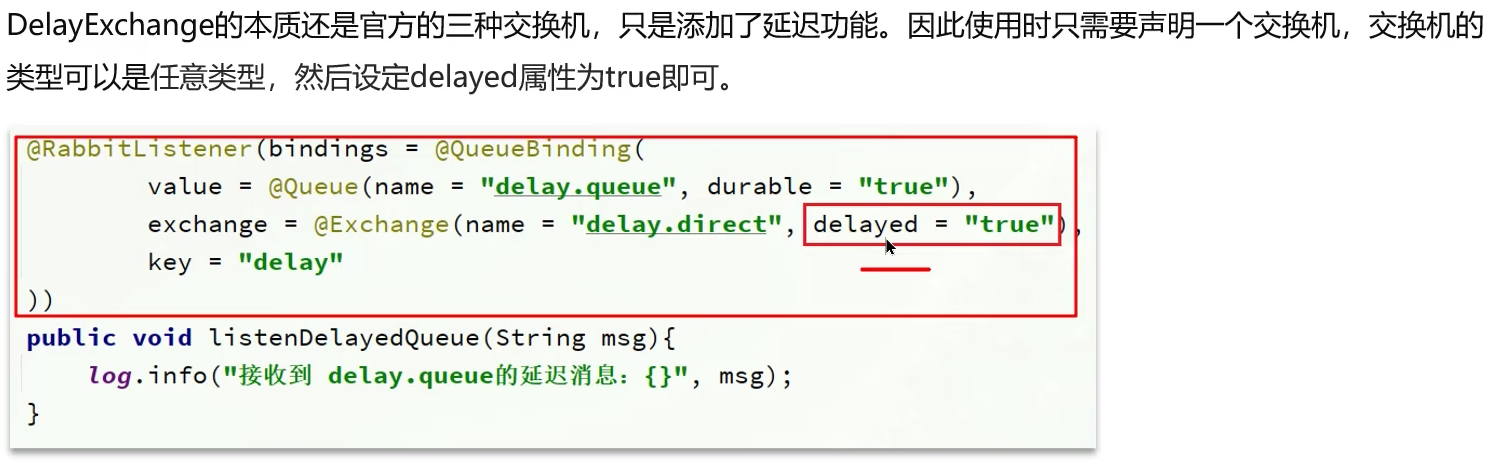 DelayExchange的本质还是官方的三种交换机，只是添加了延迟功能。因此使用时只需要声明一个交换机，交换机的
类型可以是任意类型，然后设定delayed属性为true即可。
@RabbitListener(bindings = @QueueBinding(
        value = @Queue(name = "delay.queue", durable = "true"),
        exchange = @Exchange(name = "delay.direct", delayed = "true"),
        key = "delay"
))
public void listenDelayedQueue(String msg){
    log.info("接收到 delay.queue的延迟消息：{}", msg);
}